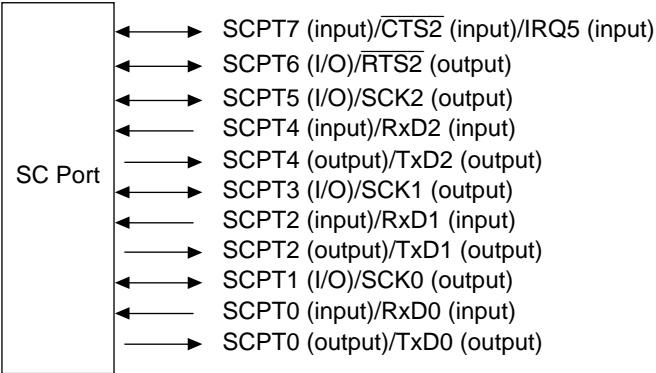 SCPT7 (input)/C̅T̅S̅2̅ (input)/IRQ5 (input)
SCPT6 (I/O)/R̅T̅S̅2̅ (output)
SCPT5 (I/O)/SCK2 (output)
SCPT4 (input)/RxD2 (input)
SCPT4 (output)/TxD2 (output)
SC Port
SCPT3 (I/O)/SCK1 (output)
SCPT2 (input)/RxD1 (input)
SCPT2 (output)/TxD1 (output)
SCPT1 (I/O)/SCK0 (output)
SCPT0 (input)/RxD0 (input)
SCPT0 (output)/TxD0 (output)